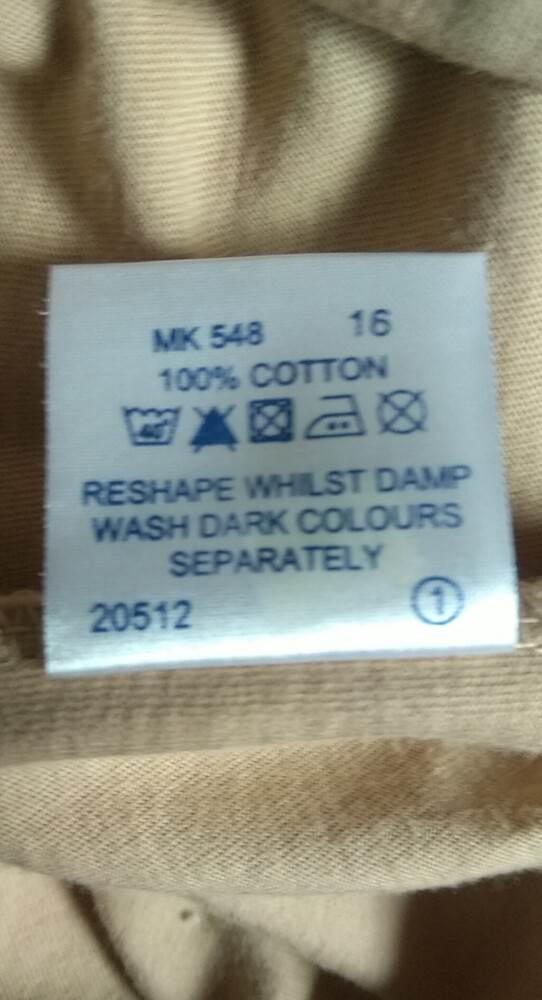 MK 548 16
100% COTTON
40°
RESHAPE WHILST DAMP
WASH DARK COLOURS
SEPARATELY
20512 1